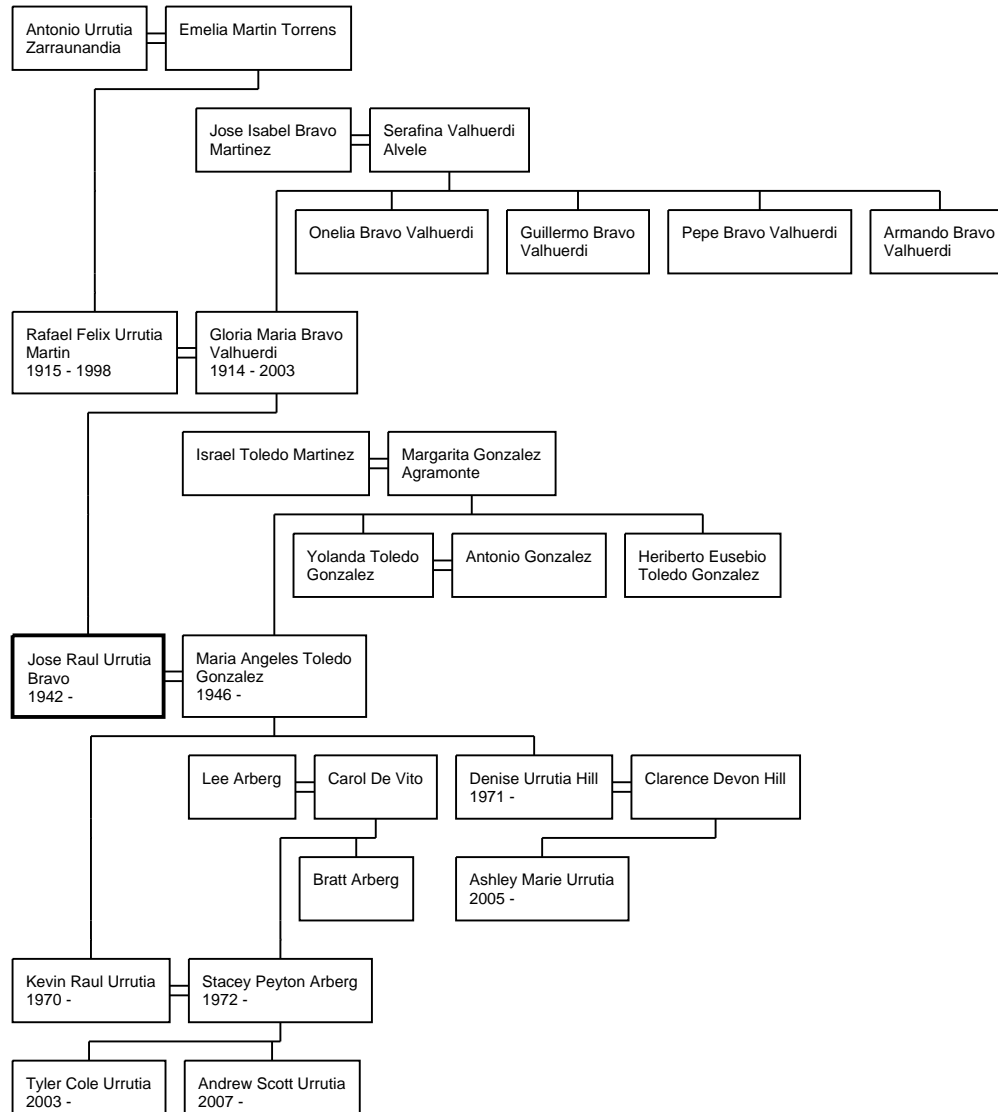 Antonio Urrutia
Zarraunandia
Emelia Martin Torrens
Jose Isabel Bravo
Martinez
Serafina Valhuerdi
Alvele
Onelia Bravo Valhuerdi
Guillermo Bravo
Valhuerdi
Pepe Bravo Valhuerdi
Armando Bravo
Valhuerdi
Rafael Felix Urrutia
Martin
1915 - 1998
Gloria Maria Bravo
Valhuerdi
1914 - 2003
Israel Toledo Martinez
Margarita Gonzalez
Agramonte
Yolanda Toledo
Gonzalez
Antonio Gonzalez
Heriberto Eusebio
Toledo Gonzalez
Jose Raul Urrutia
Bravo
1942 -
Maria Angeles Toledo
Gonzalez
1946 -
Lee Arberg
Carol De Vito
Denise Urrutia Hill
1971 -
Clarence Devon Hill
Bratt Arberg
Ashley Marie Urrutia
2005 -
Kevin Raul Urrutia
1970 -
Stacey Peyton Arberg
1972 -
Tyler Cole Urrutia
2003 -
Andrew Scott Urrutia
2007 -